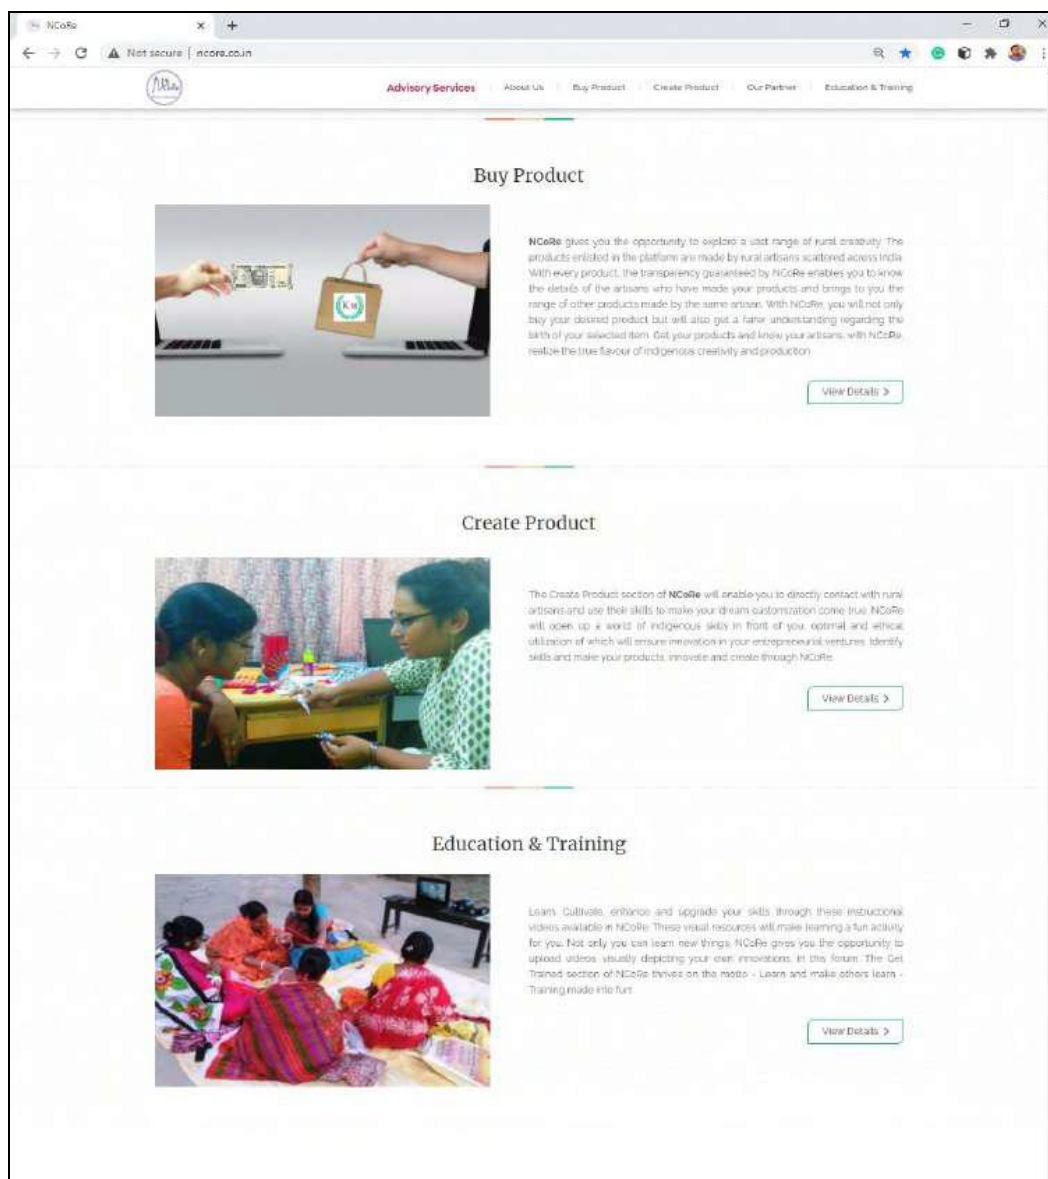 NCoRe
Not secure | ncore.co.in
Advisory Services About Us Buy Product Create Product Our Partner Education & Training
Buy Product
NCoRe gives you the opportunity to explore a vast range of rural creativity. The
products enlisted in the platform are made by rural artisans scattered across India.
With every product, the transparency guaranteed by NCoRe enables you to know
the details of the artisans who have made your products and brings to you the
range of other products made by the same artisan. With NCoRe, you will not only
buy your desired product but will also get a fairer understanding regarding the
birth of your selected item. Get your products and know your artisans, with NCoRe
realize the true flavour of indigenous creativity and production
View Details >
Create Product
The Create Product section of NCoRe will enable you to directly contact with rural
artisans and use their skills to make your dream customization come true. NCoRe
will open up a world of indigenous skills in front of you, optimal and ethical
utilization of which will ensure innovation in your entrepreneurial ventures. Identify
skills and make your products, innovate and create through NCoRe.
View Details >
Education & Training
Learn, Cultivate, enhance and upgrade your skills through these instructional
videos available in NCoRe. These visual resources will make learning a fun activity
for you. Not only you can learn new things, NCoRe gives you the opportunity to
upload videos, visually depicting your own innovations, in this forum. The Get
Trained section of NCoRe thrives on the motto - Learn and make others learn -
Training made into fun!
View Details >